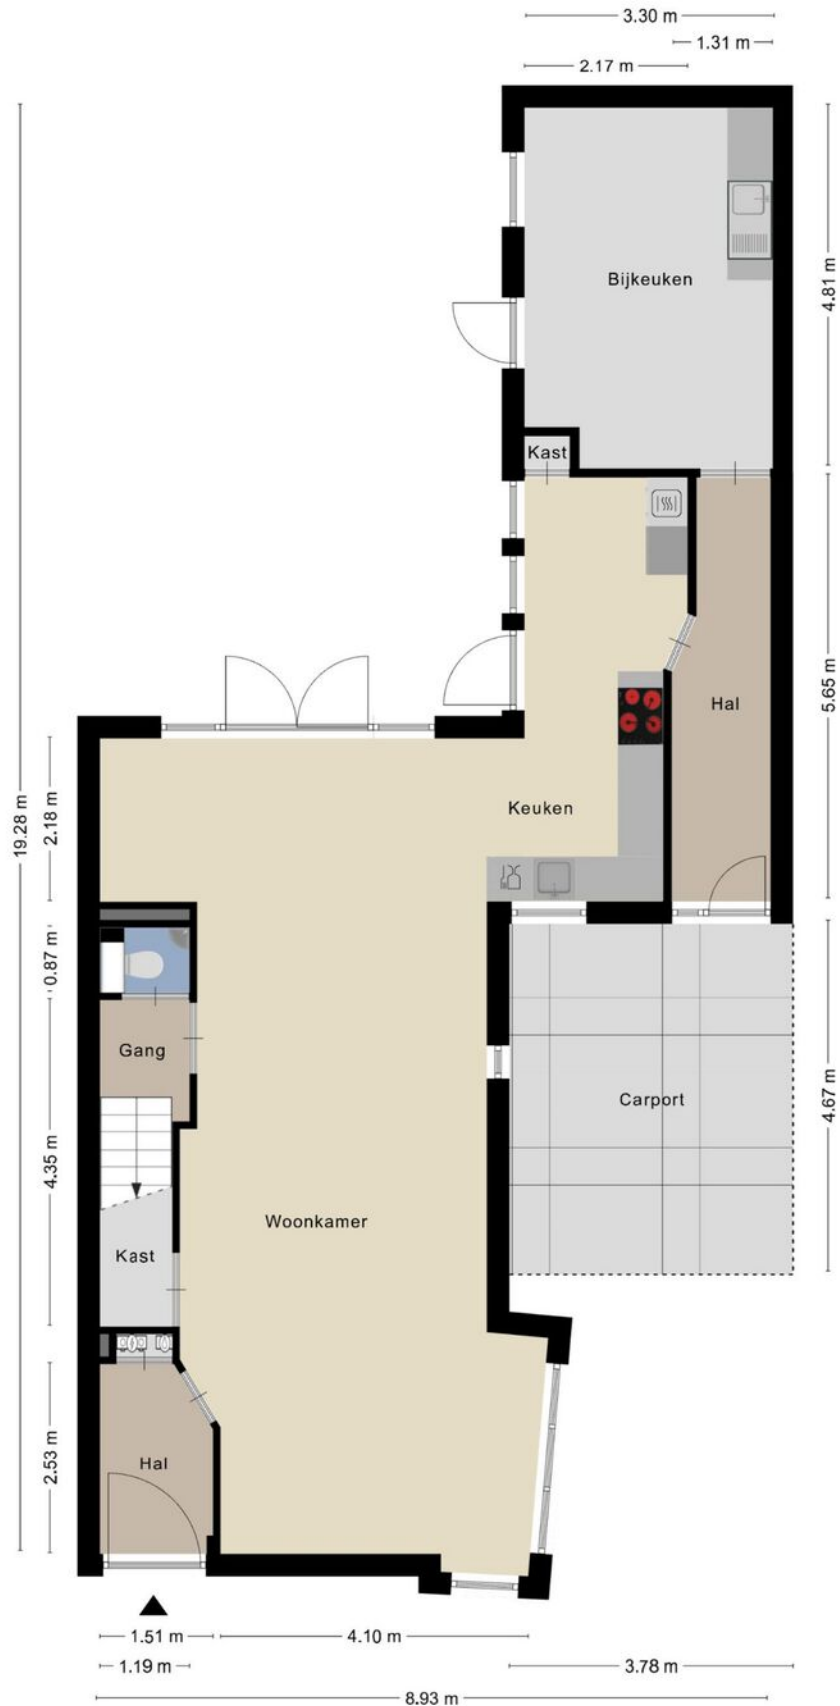 3.30 m
1.31 m
2.17 m
Bijkeuken
4.81 m
Kast
5.65 m
Hal
19.28 m
2.18 m
Keuken
0.87 m
Gang
Carport
4.67 m
4.35 m
Woonkamer
Kast
2.53 m
Hal
1.51 m
4.10 m
1.19 m
3.78 m
8.93 m